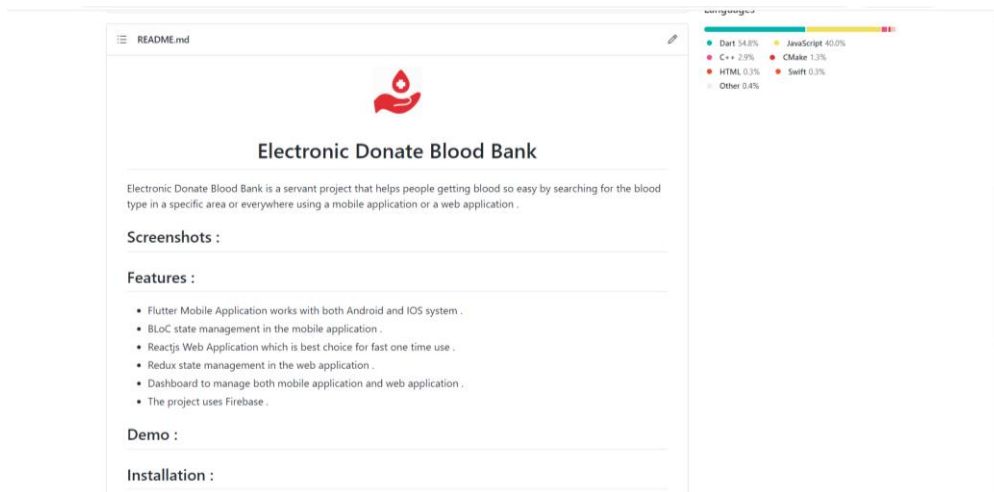 Languages
README.md
Dart 54.8%
JavaScript 40.0%
C++ 2.9%
CMake 1.3%
HTML 0.3%
Swift 0.3%
Other 0.4%
Electronic Donate Blood Bank
Electronic Donate Blood Bank is a servant project that helps people getting blood so easy by searching for the blood
type in a specific area or everywhere using a mobile application or a web application .
Screenshots :
Features :
• Flutter Mobile Application works with both Android and IOS system .
• BLoC state management in the mobile application .
• Reactjs Web Application which is best choice for fast one time use .
• Redux state management in the web application .
• Dashboard to manage both mobile application and web application .
• The project uses Firebase .
Demo :
Installation :